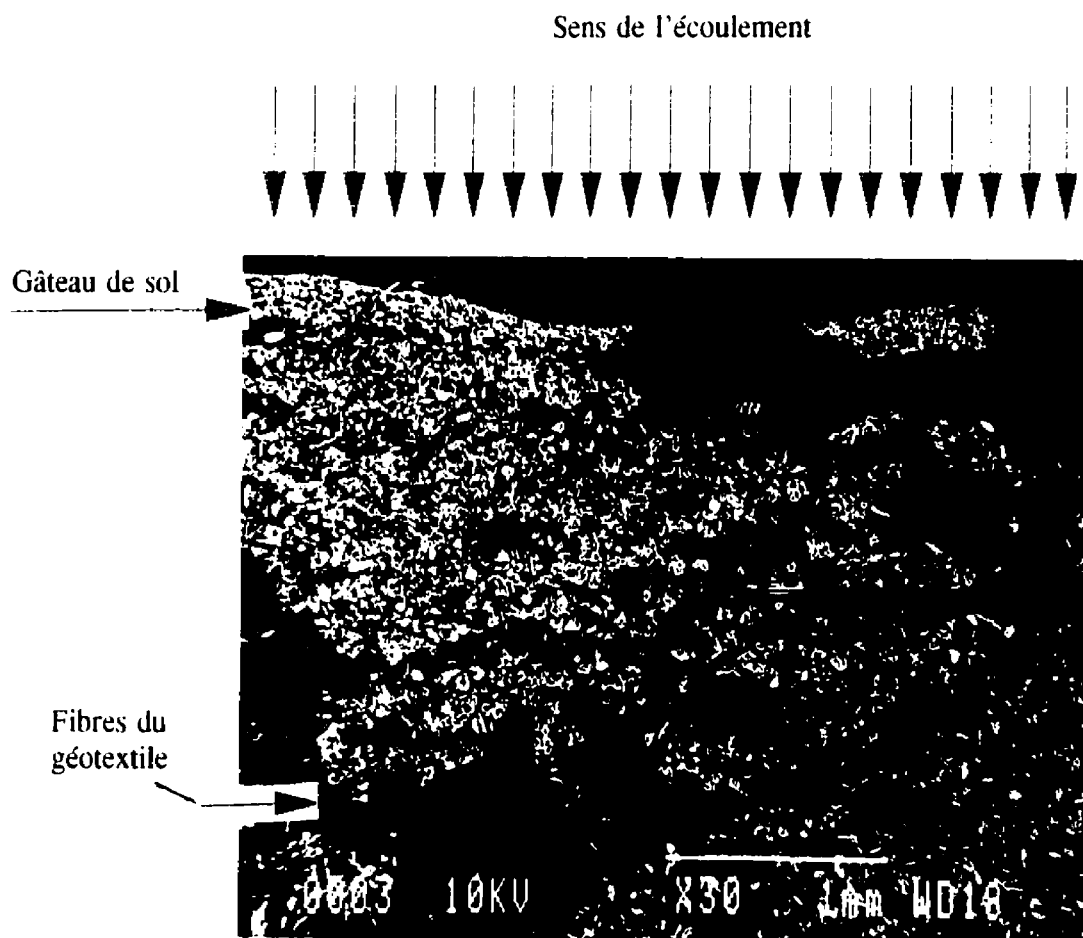 Sens de l'écoulement
Gâteau de sol
Fibres du
géotextile
0003 10KV X30 1mm WD18